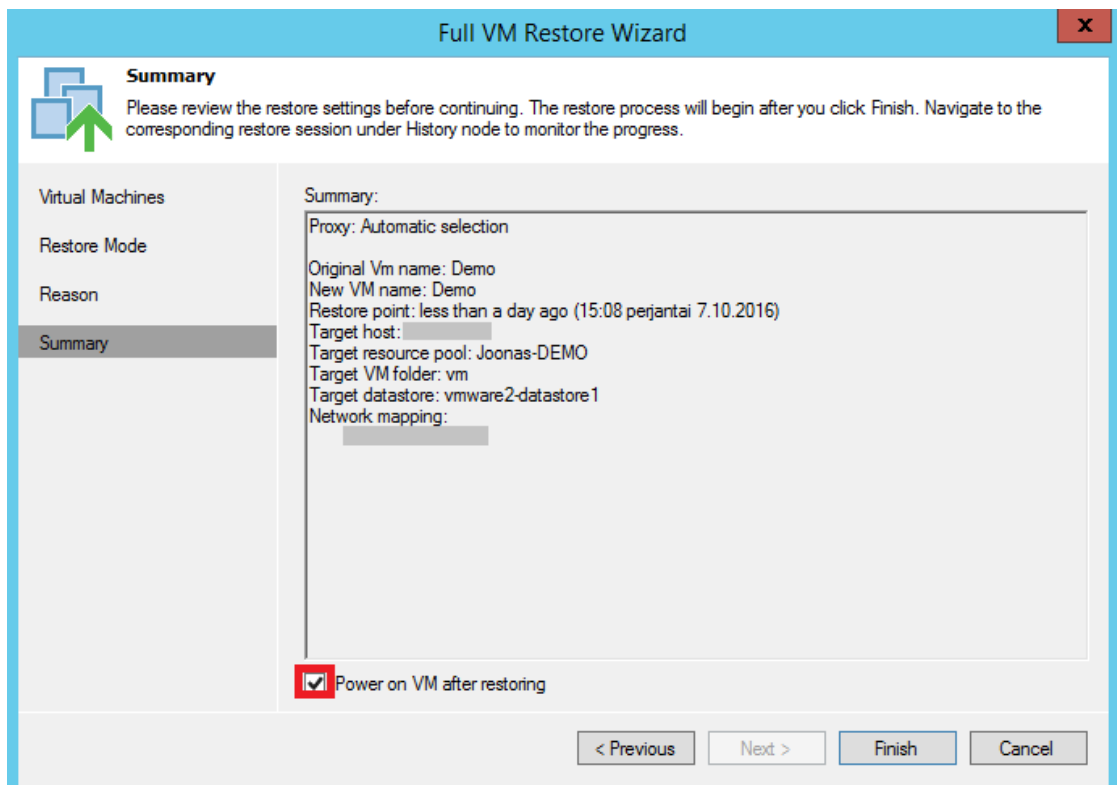 Full VM Restore Wizard
x
Summary
Please review the restore settings before continuing. The restore process will begin after you click Finish. Navigate to the
corresponding restore session under History node to monitor the progress.
Virtual Machines
Restore Mode
Reason
Summary
Summary:
Proxy: Automatic selection
Original Vm name: Demo
New VM name: Demo
Restore point: less than a day ago (15:08 perjantai 7.10.2016)
Target host:
Target resource pool: Joonas-DEMO
Target VM folder: vm
Target datastore: vmware2-datastore1
Network mapping:
Power on VM after restoring
< Previous
Next >
Finish
Cancel